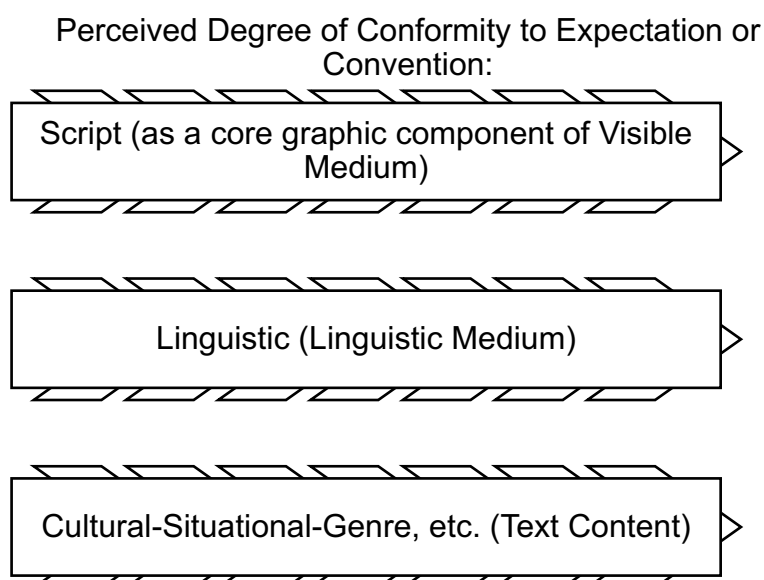 Perceived Degree of Conformity to Expectation or
Convention:
Script (as a core graphic component of Visible
Medium)
Linguistic (Linguistic Medium)
Cultural-Situational-Genre, etc. (Text Content)